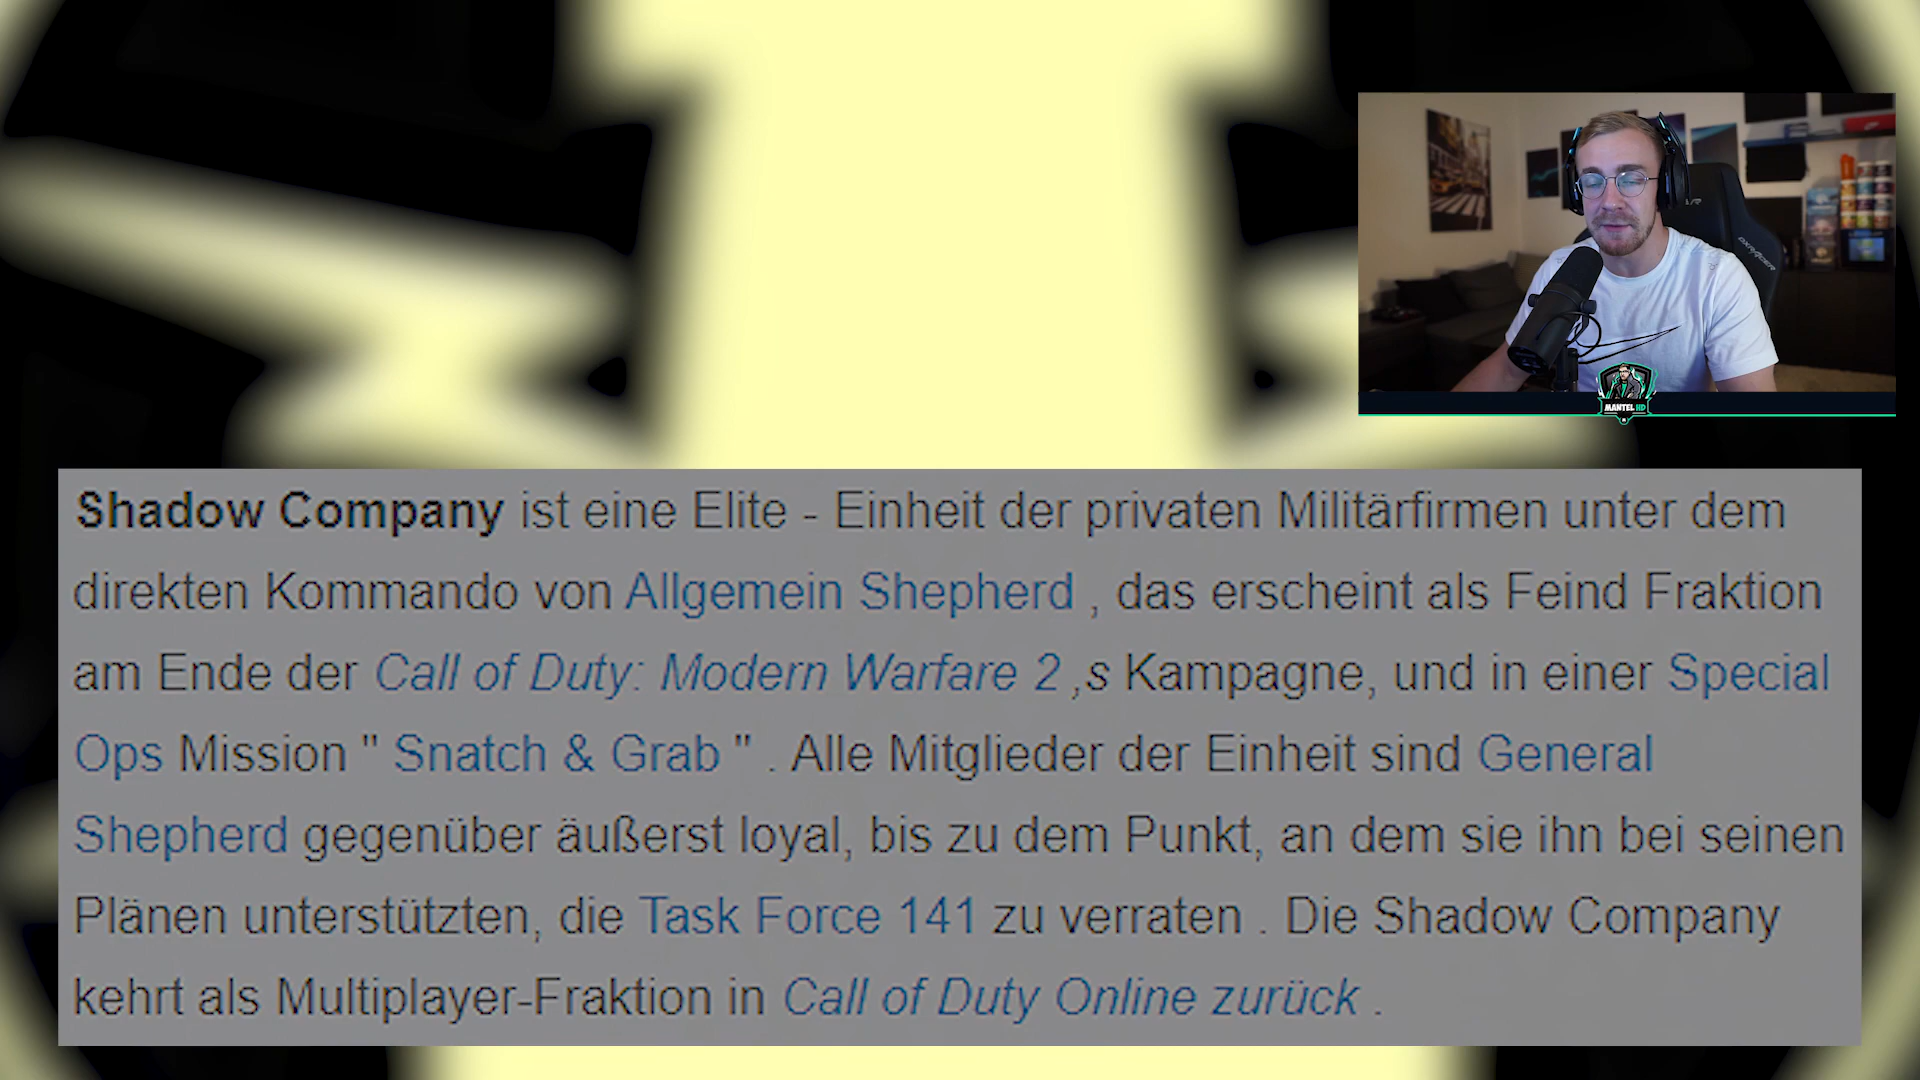 MANTEL HD
Shadow Company ist eine Elite - Einheit der privaten Militärfirmen unter dem
direkten Kommando von Allgemein Shepherd , das erscheint als Feind Fraktion
am Ende der Call of Duty: Modern Warfare 2 ,s Kampagne, und in einer Special
Ops Mission " Snatch & Grab " . Alle Mitglieder der Einheit sind General
Shepherd gegenüber äußerst loyal, bis zu dem Punkt, an dem sie ihn bei seinen
Plänen unterstützten, die Task Force 141 zu verraten . Die Shadow Company
kehrt als Multiplayer-Fraktion in Call of Duty Online zurück .